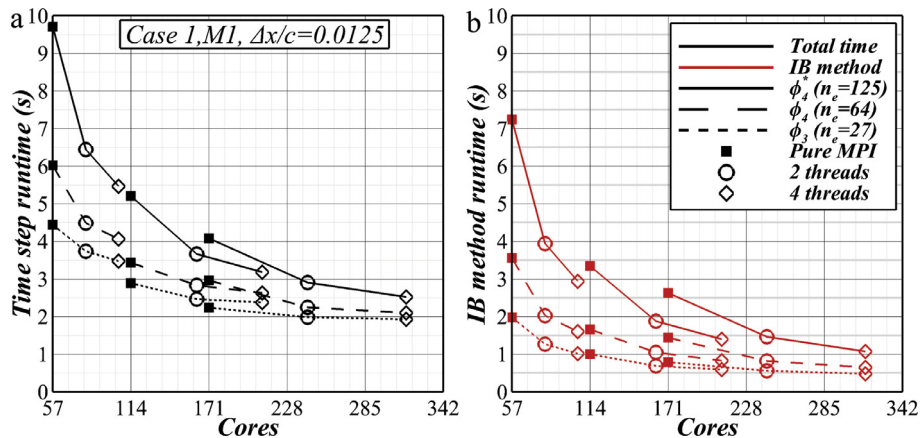 a
Case 1,M1, Δx/c=0.0125
Time step runtime (s)
10
9
8
7
6
5
4
3
2
1
0
57
114
171
228
285
342
Cores
b
IB method runtime (s)
10
9
8
7
6
5
4
3
2
1
0
57
114
171
228
285
342
Cores
Total time
IB method
ϕ₄* (nₑ=125)
ϕ₄ (nₑ=64)
ϕ₃ (nₑ=27)
Pure MPI
2 threads
4 threads